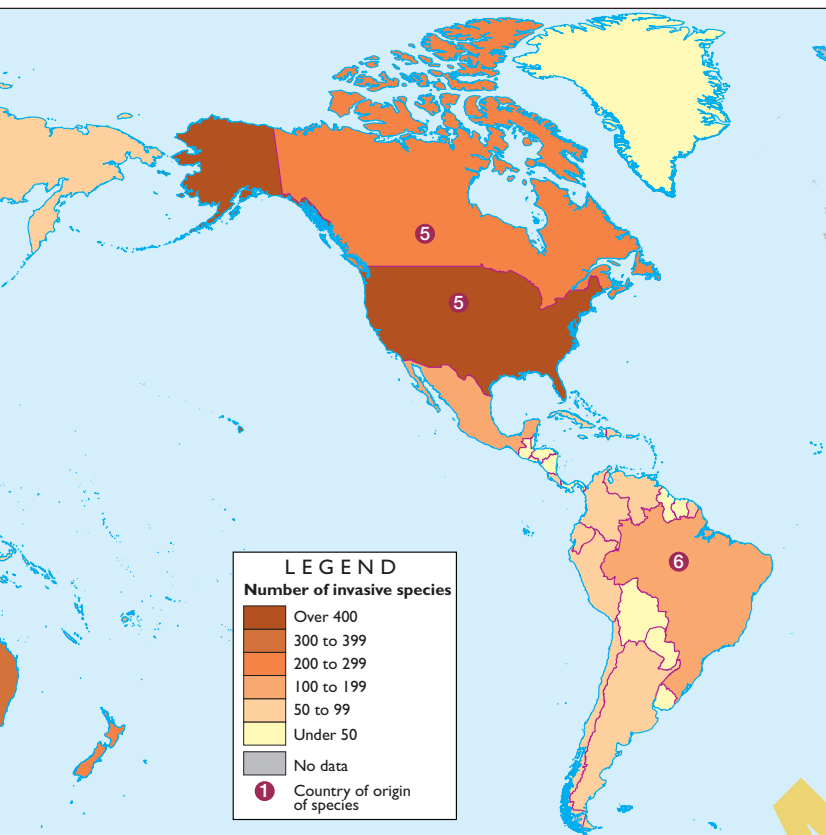 5
5
6
LEGEND
Number of invasive species
Over 400
300 to 399
200 to 299
100 to 199
50 to 99
Under 50
No data
1 Country of origin
of species